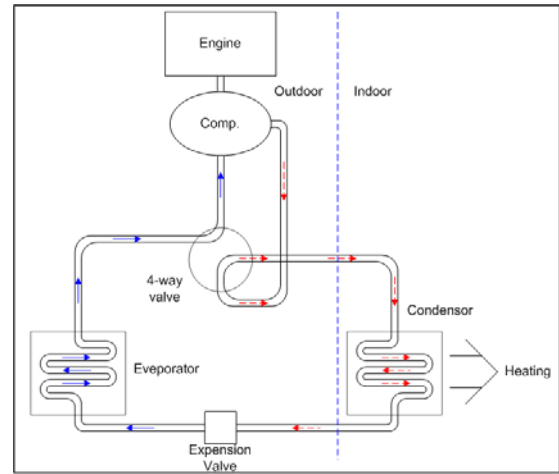 Engine
Outdoor
Indoor
Comp.
4-way
valve
Condensor
Eveporator
Heating
Expension
Valve